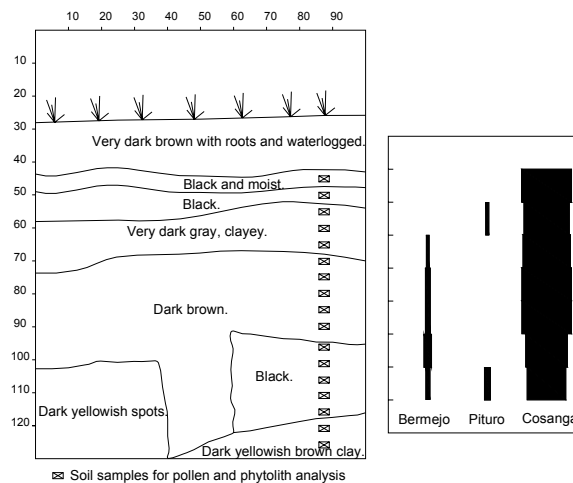 10 20 30 40 50 60 70 80 90
10
20
30
Very dark brown with roots and waterlogged.
40
Black and moist.
50
Black.
60
Very dark gray, clayey.
70
80
Dark brown.
90
100
Black.
110
Dark yellowish spots.
120
Dark yellowish brown clay.
Soil samples for pollen and phytolith analysis
Bermejo Pituro Cosanga